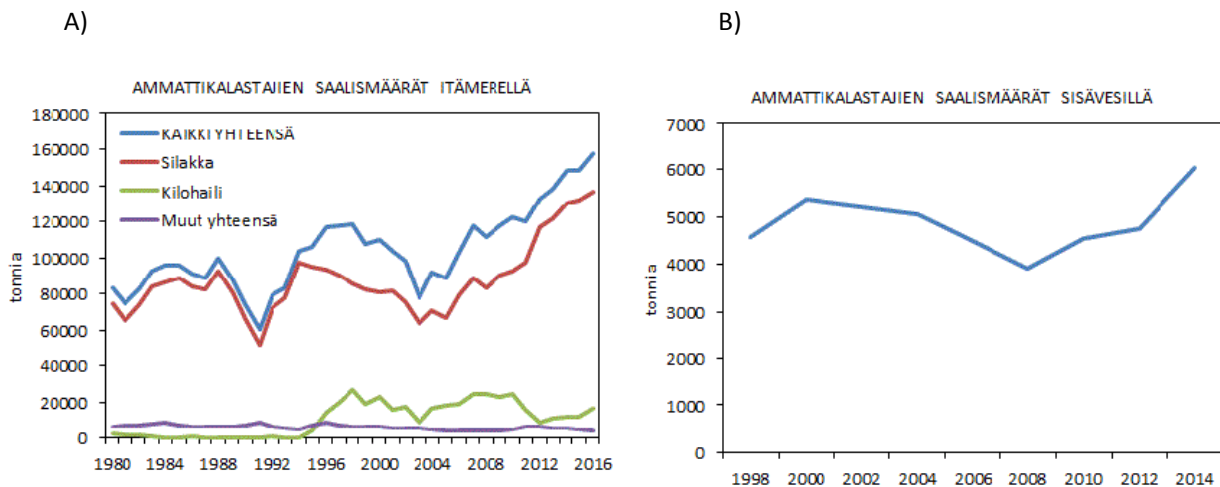 A)
AMMATTIKALASTAJIEN SAALISMÄÄRÄT ITÄMERELLÄ
180000
160000
140000
120000
100000
80000
60000
40000
20000
0
tonnia
KAIKKI YHTEENSÄ
Silakka
Kilohaili
Muut yhteensä
1980 1984 1988 1992 1996 2000 2004 2008 2012 2016
B)
AMMATTIKALASTAJIEN SAALISMÄÄRÄT SISÄVESILLÄ
7000
6000
5000
4000
3000
2000
1000
0
tonnia
1998 2000 2002 2004 2006 2008 2010 2012 2014